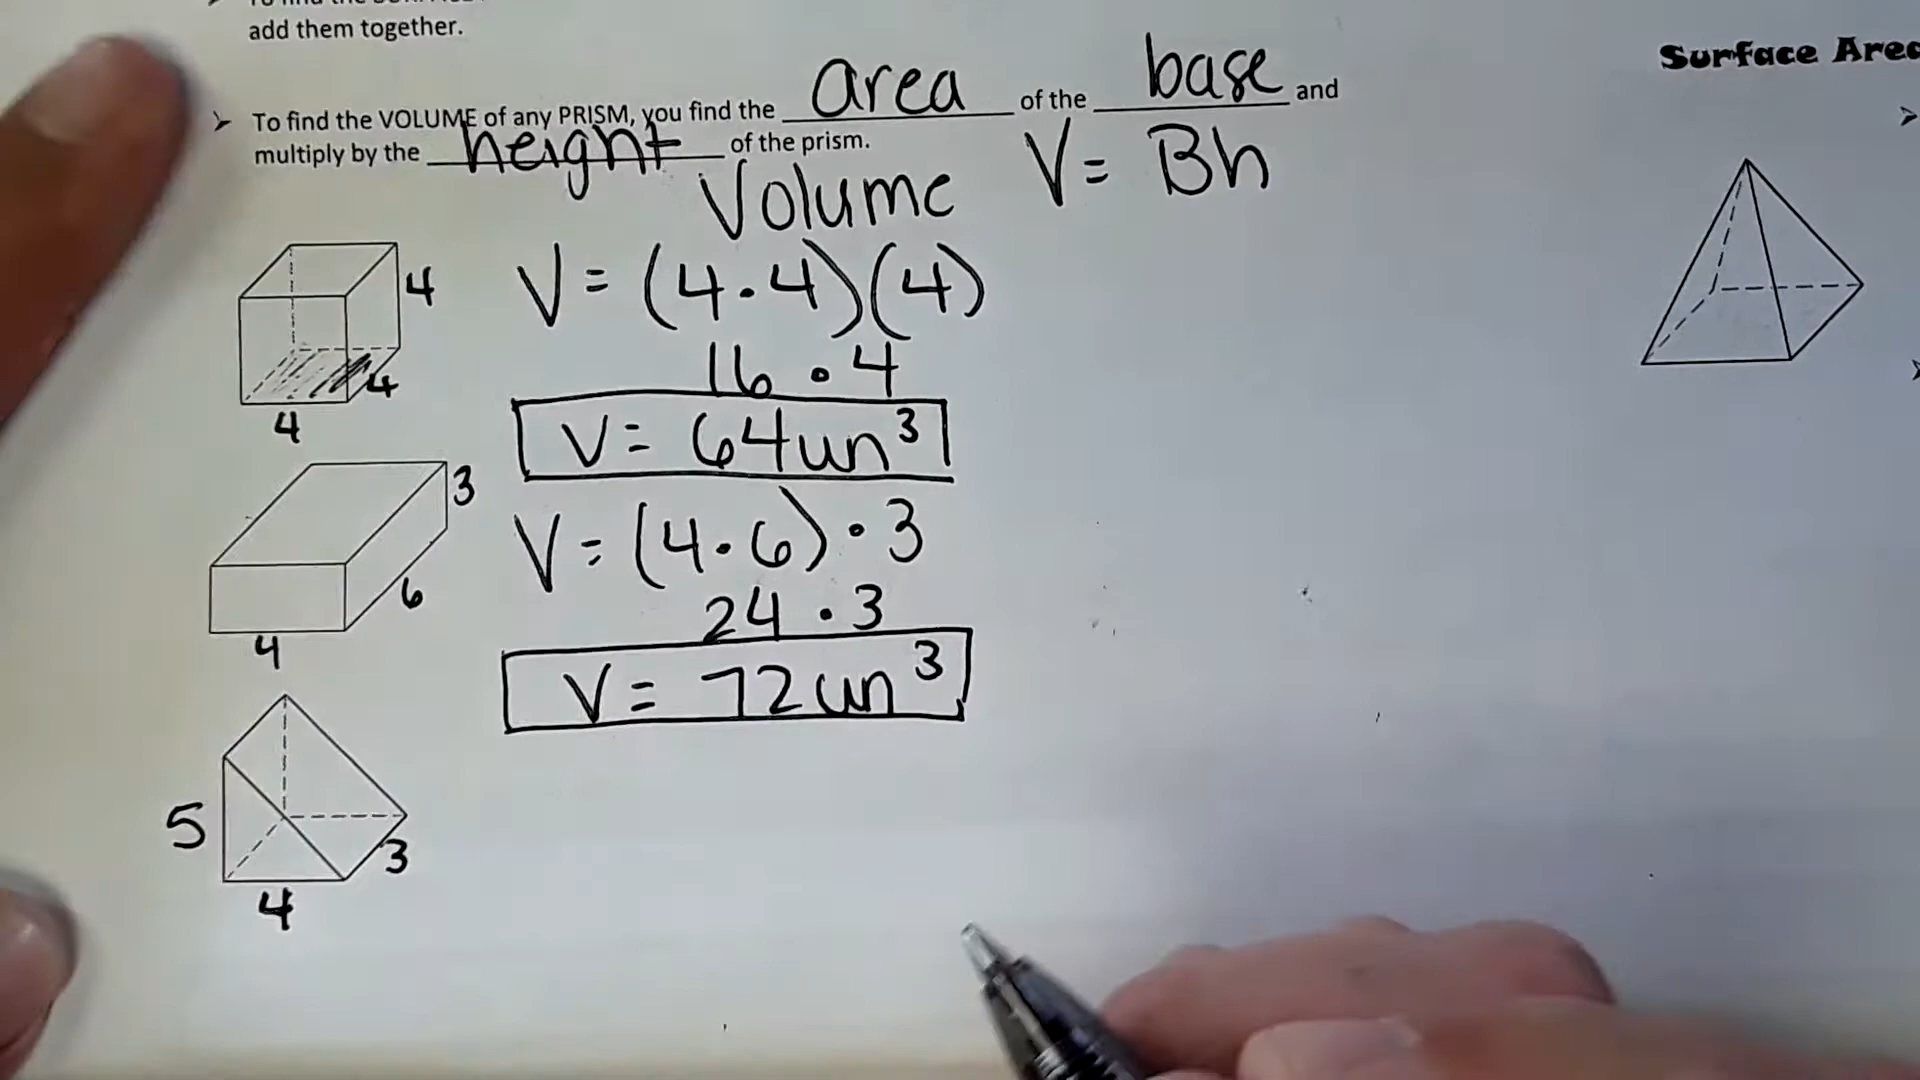 add them together.
➤ To find the VOLUME of any PRISM, you find the area of the base and
multiply by the height of the prism.
V = Bh
Volume
4
4
4
V = (4·4)(4)
16 · 4
V = 64un³
3
6
4
V = (4·6)·3
24 · 3
V = 72un³
5
4
3
Surface Area